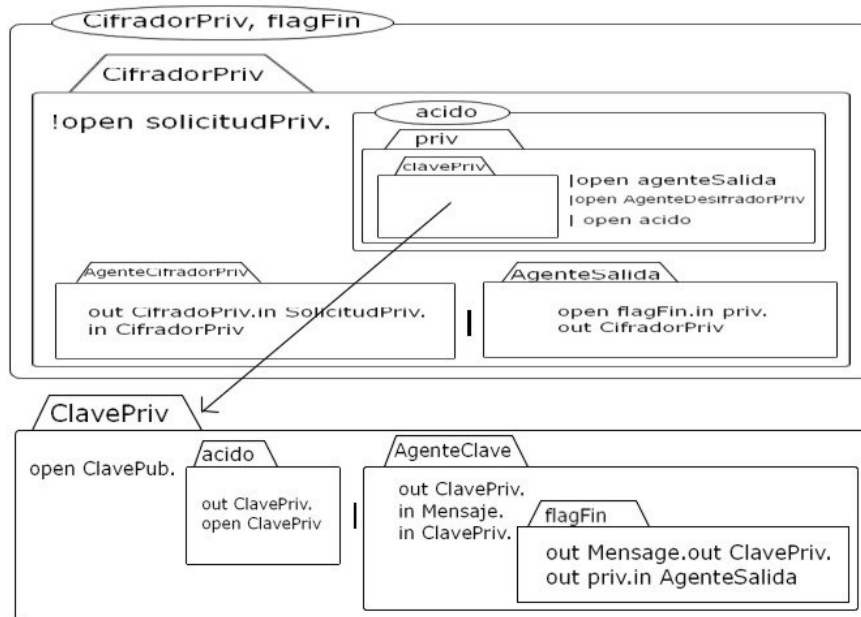 CifradorPriv, flagFin
CifradorPriv
!open solicitudPriv.
acido
priv
clavePriv
|open agenteSalida
|open AgenteDesifradorPriv
| open acido
AgenteCifradorPriv
out CifradoPriv.in SolicitudPriv.
in CifradorPriv
|
AgenteSalida
open flagFin.in priv.
out CifradorPriv
ClavePriv
open ClavePub.
acido
out ClavePriv.
open ClavePriv
|
AgenteClave
out ClavePriv.
in Mensaje.
in ClavePriv.
flagFin
out Mensage.out ClavePriv.
out priv.in AgenteSalida